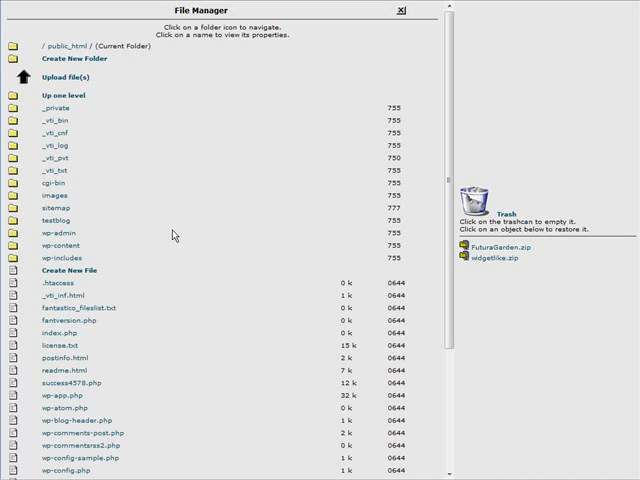 File Manager
X
Click on a folder icon to navigate.
Click on a name to view its properties.
/ public_html / (Current Folder)
Create New Folder
Upload file(s)
Up one level
_private 755
_vti_bin 755
_vti_cnf 755
_vti_log 755
_vti_pvt 750
_vti_txt 755
cgi-bin 755
images 755
sitemap 777
testblog 755
wp-admin 755
wp-content 755
wp-includes 755
Create New File
.htaccess 0 k 0644
_vti_inf.html 1 k 0644
fantastico_fileslist.txt 0 k 0644
fantversion.php 0 k 0644
index.php 0 k 0644
license.txt 15 k 0644
postinfo.html 2 k 0644
readme.html 7 k 0644
success4578.php 12 k 0644
wp-app.php 32 k 0644
wp-atom.php 0 k 0644
wp-blog-header.php 1 k 0644
wp-comments-post.php 2 k 0644
wp-commentsrss2.php 0 k 0644
wp-config-sample.php 1 k 0644
wp-config.php 1 k 0644
Trash
Click on the trashcan to empty it.
Click on an object below to restore it.
FuturaGarden.zip
widgetlike.zip